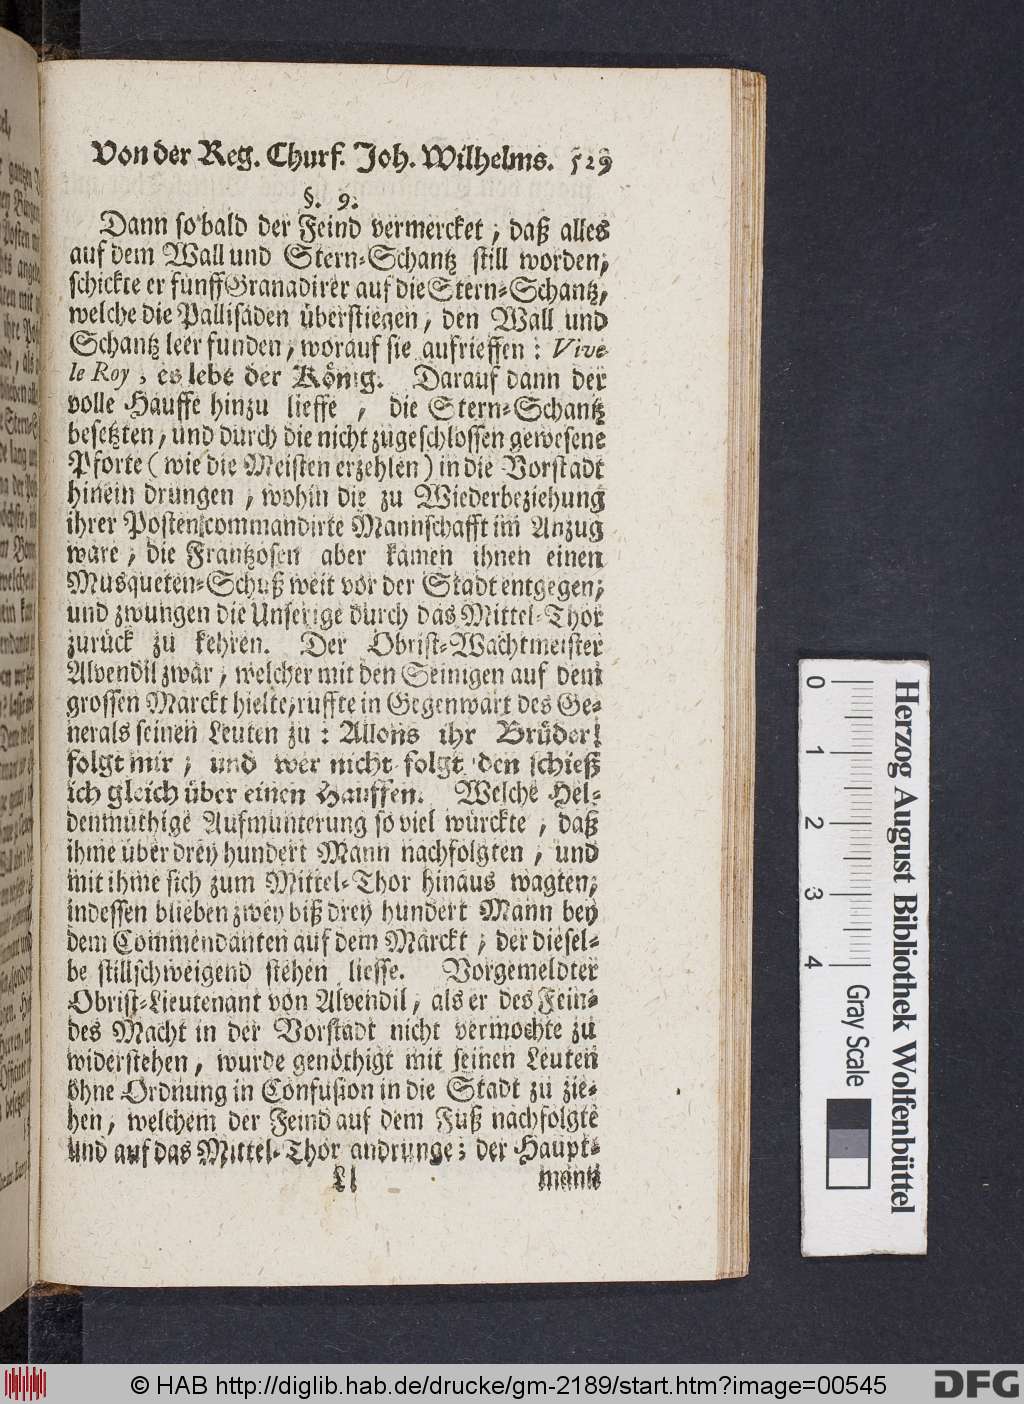 Von der Reg. Churf. Joh. Wilhelms. 529
§. 9.
Dann so bald der Feind vermercket, daß alles
auf dem Wall und Stern-Schantz still worden,
schickte er fünff Granadirer auf die Stern-Schantz,
welche die Pallisaden überstiegen, den Wall und
Schantz leer funden, worauf sie aufrieffen: Vive
le Roy, es lebe der König. Darauf dann der
volle Hauffe hinzu lieffe, die Stern-Schantz
besetzten, und durch die nicht zugeschlossen gewesene
Pforte (wie die Meisten erzehlen) in die Vorstadt
hinein drungen, wohin die zu Wiederbeziehung
ihrer Posten commandirte Mannschafft im Anzug
ware, die Frantzosen aber kamen ihnen einen
Musqueten-Schuß weit vor der Stadt entgegen,
und zwungen die Unserige durch das Mittel-Thor
zurück zu kehren. Der Obrist-Wachtmeister
Alvendil zwar, welcher mit den Seinigen auf dem
grossen Marckt hielte, ruffte in Gegenwart des Ge-
nerals seinen Leuten zu: Allons ihr Brüder!
folgt mir, und wer nicht folgt den schieß
ich gleich über einen Hauffen. Welche Hel-
denmüthige Aufmunterung so viel würckte, daß
ihme über drey hundert Mann nachfolgten, und
mit ihme sich zum Mittel-Thor hinaus wagten,
indessen blieben zwey biß drey hundert Mann bey
dem Commendanten auf dem Marckt, der diesel-
be stillschweigend stehen liesse. Vorgemeldter
Obrist-Lieutenant von Alvendil, als er des Fein-
des Macht in der Vorstadt nicht vermochte zu
widerstehen, wurde genöthigt mit seinen Leuten
ohne Ordnung in Confusion in die Stadt zu zie-
hen, welchem der Feind auf dem Fuß nachfolgte
und auf das Mittel-Thor andrunge; der Haupt-
Ll mann
0 1 2 3 4
Gray Scale
Herzog August Bibliothek Wolfenbüttel
© HAB http://diglib.hab.de/drucke/gm-2189/start.htm?image=00545
DFG